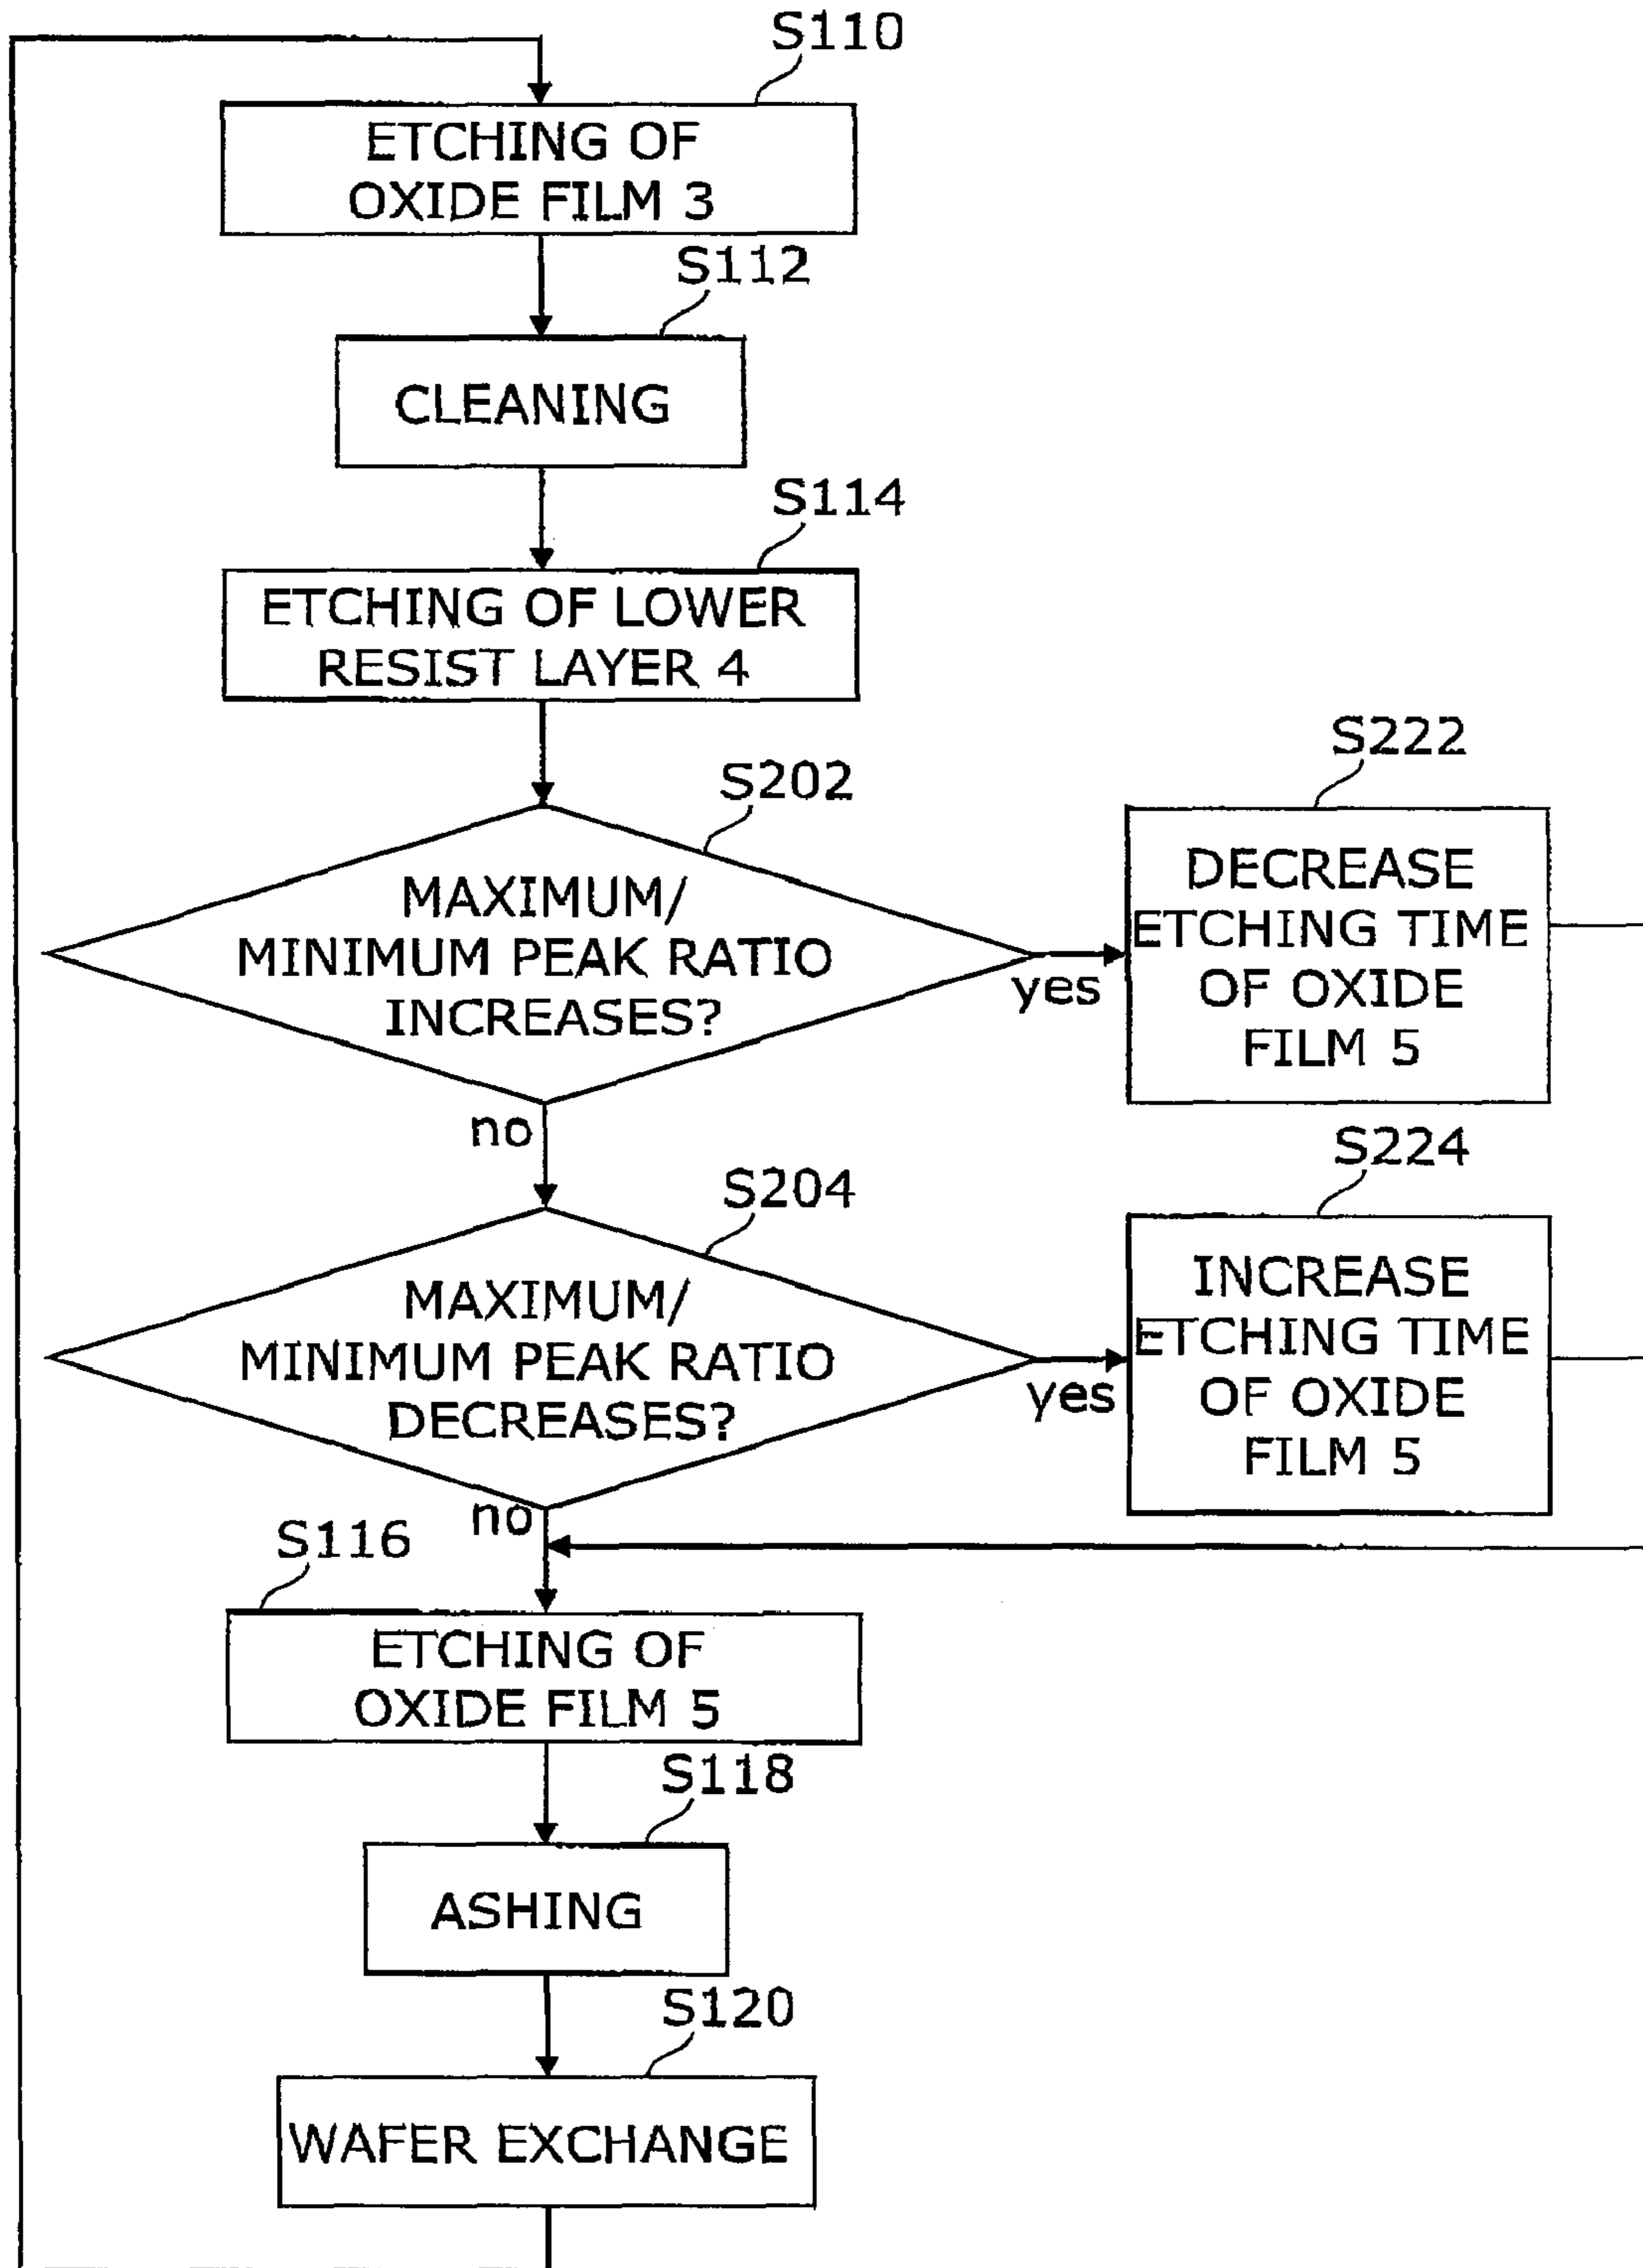 S110
ETCHING OF
OXIDE FILM 3
S112
CLEANING
S114
ETCHING OF LOWER
RESIST LAYER 4
S202
MAXIMUM/
MINIMUM PEAK RATIO
INCREASES?
yes
no
S222
DECREASE
ETCHING TIME
OF OXIDE
FILM 5
S204
MAXIMUM/
MINIMUM PEAK RATIO
DECREASES?
yes
no
S224
INCREASE
ETCHING TIME
OF OXIDE
FILM 5
S116
ETCHING OF
OXIDE FILM 5
S118
ASHING
S120
WAFER EXCHANGE